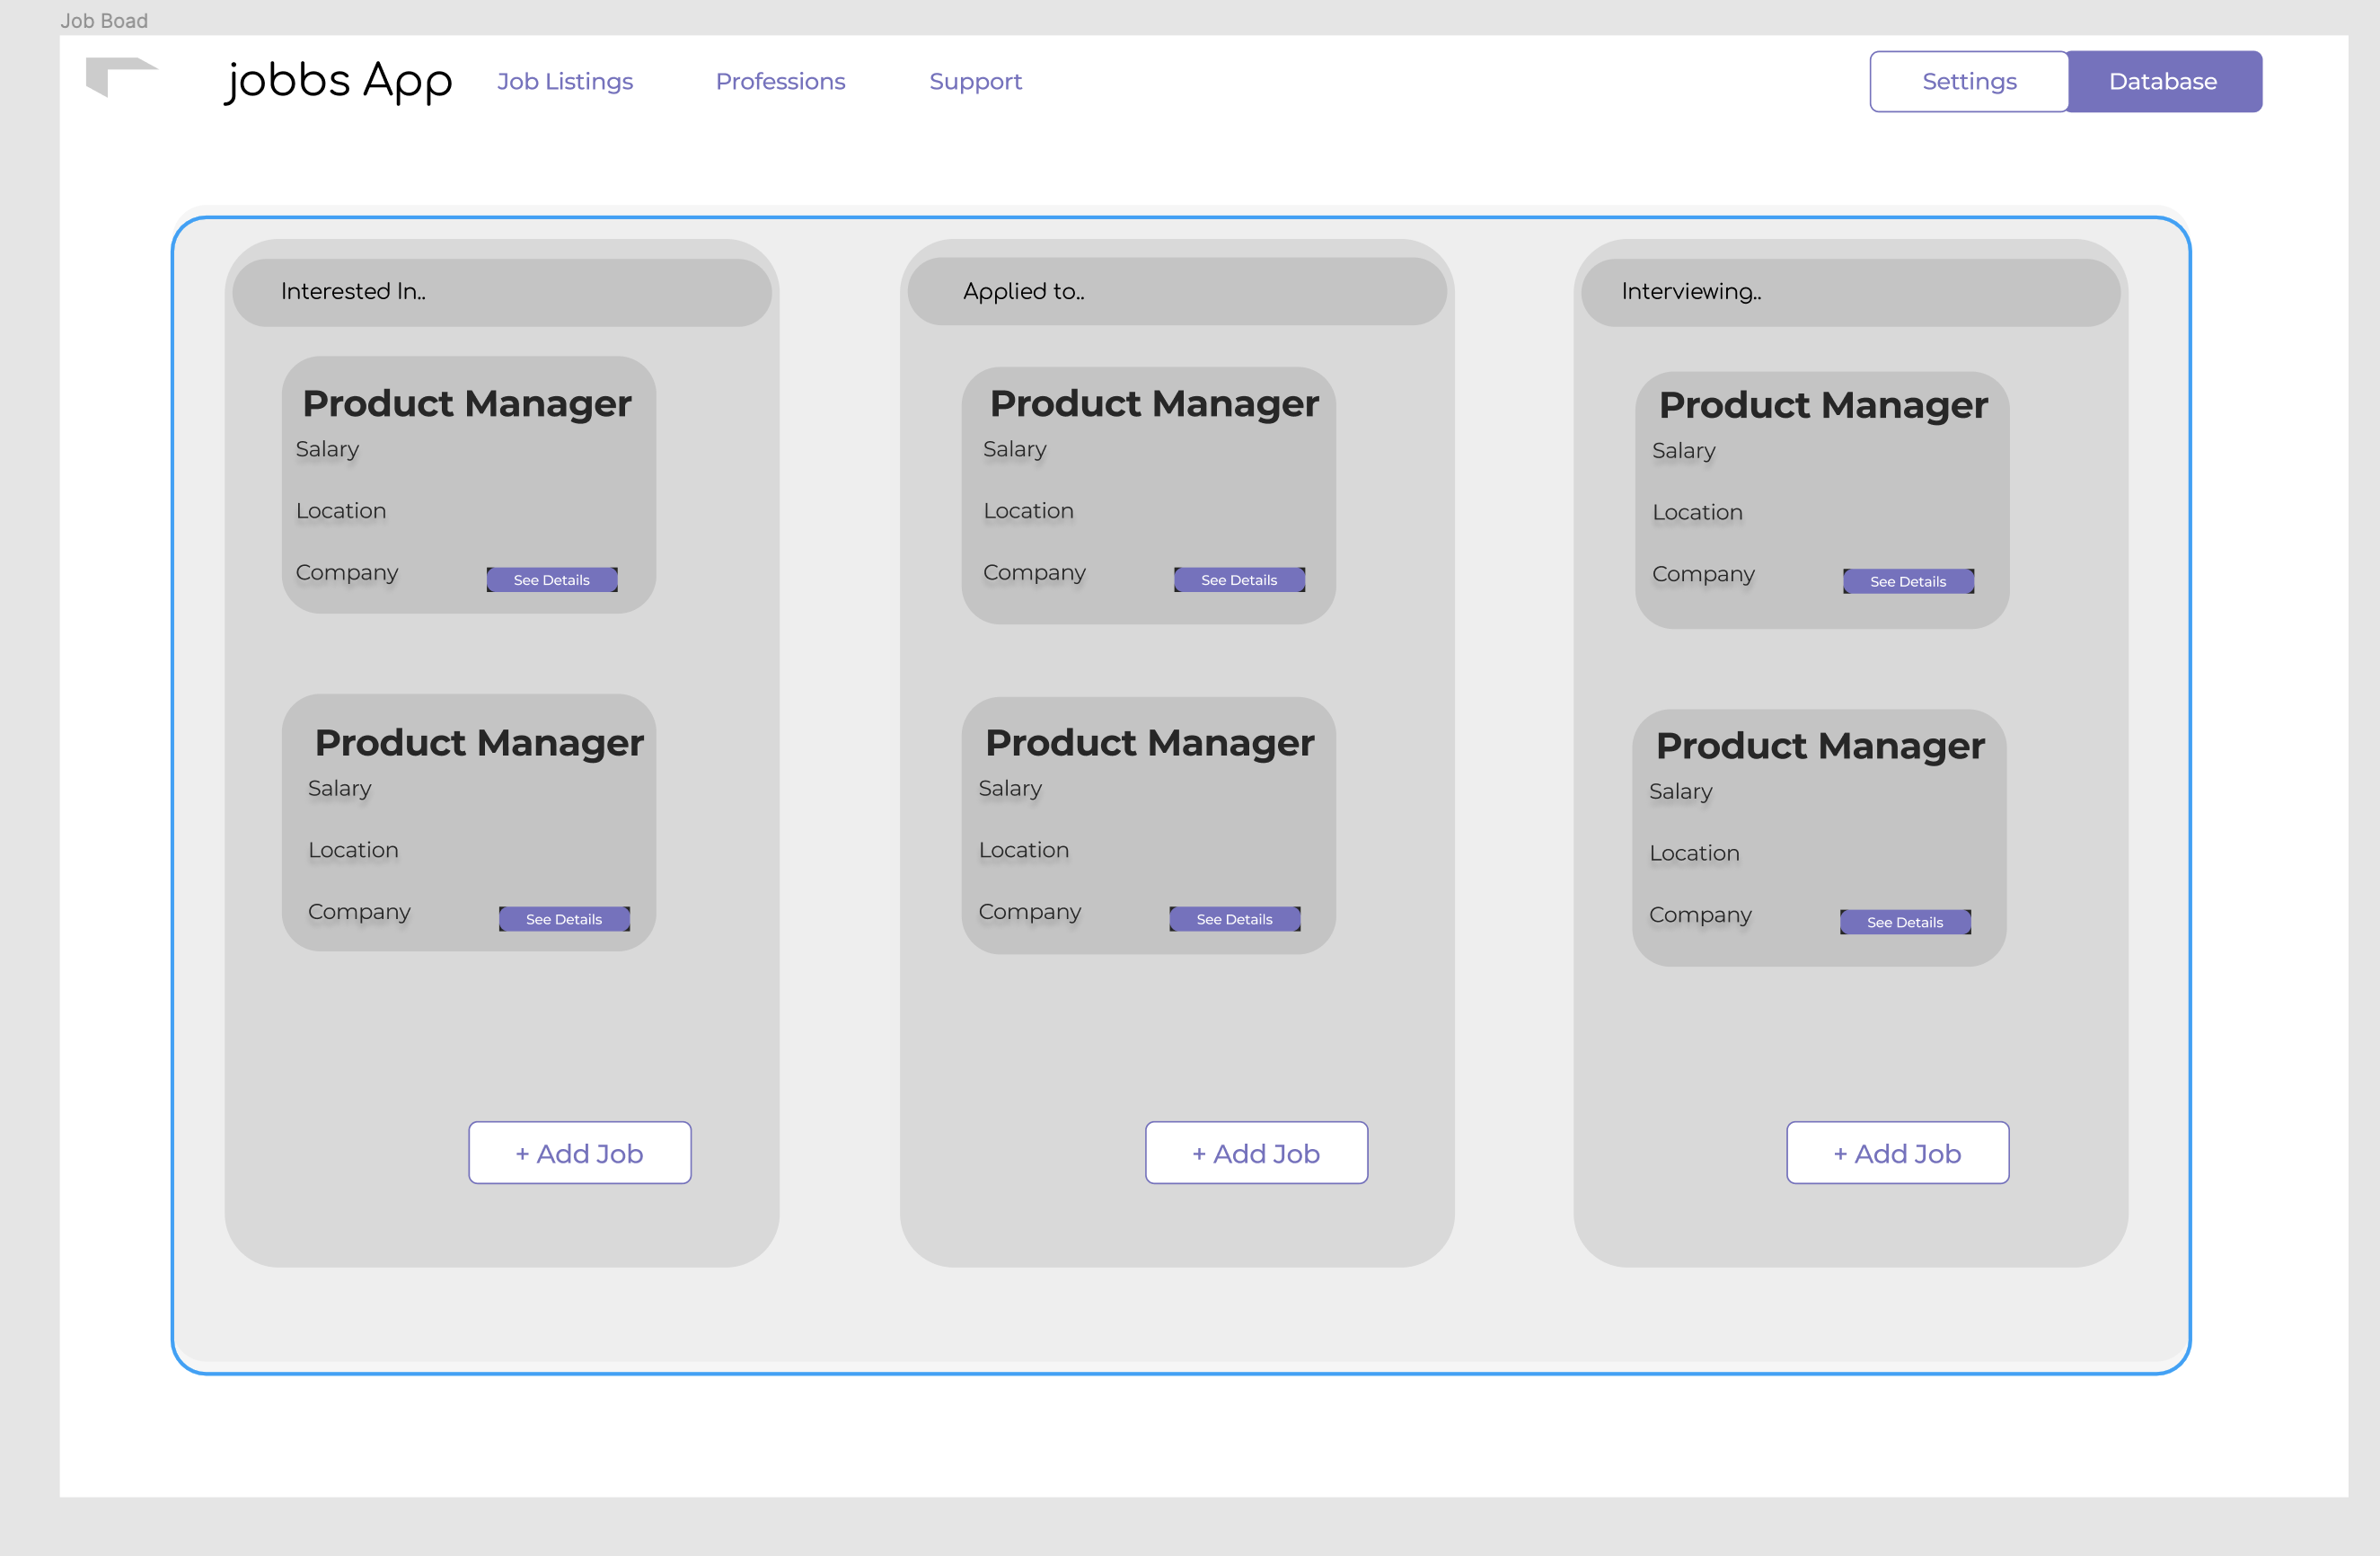 Job Boad
jobbs App
Job Listings
Professions
Support
Settings
Database
Interested In..
Product Manager
Salary
Location
Company
See Details
Product Manager
Salary
Location
Company
See Details
+ Add Job
Applied to..
Product Manager
Salary
Location
Company
See Details
Product Manager
Salary
Location
Company
See Details
+ Add Job
Interviewing..
Product Manager
Salary
Location
Company
See Details
Product Manager
Salary
Location
Company
See Details
+ Add Job